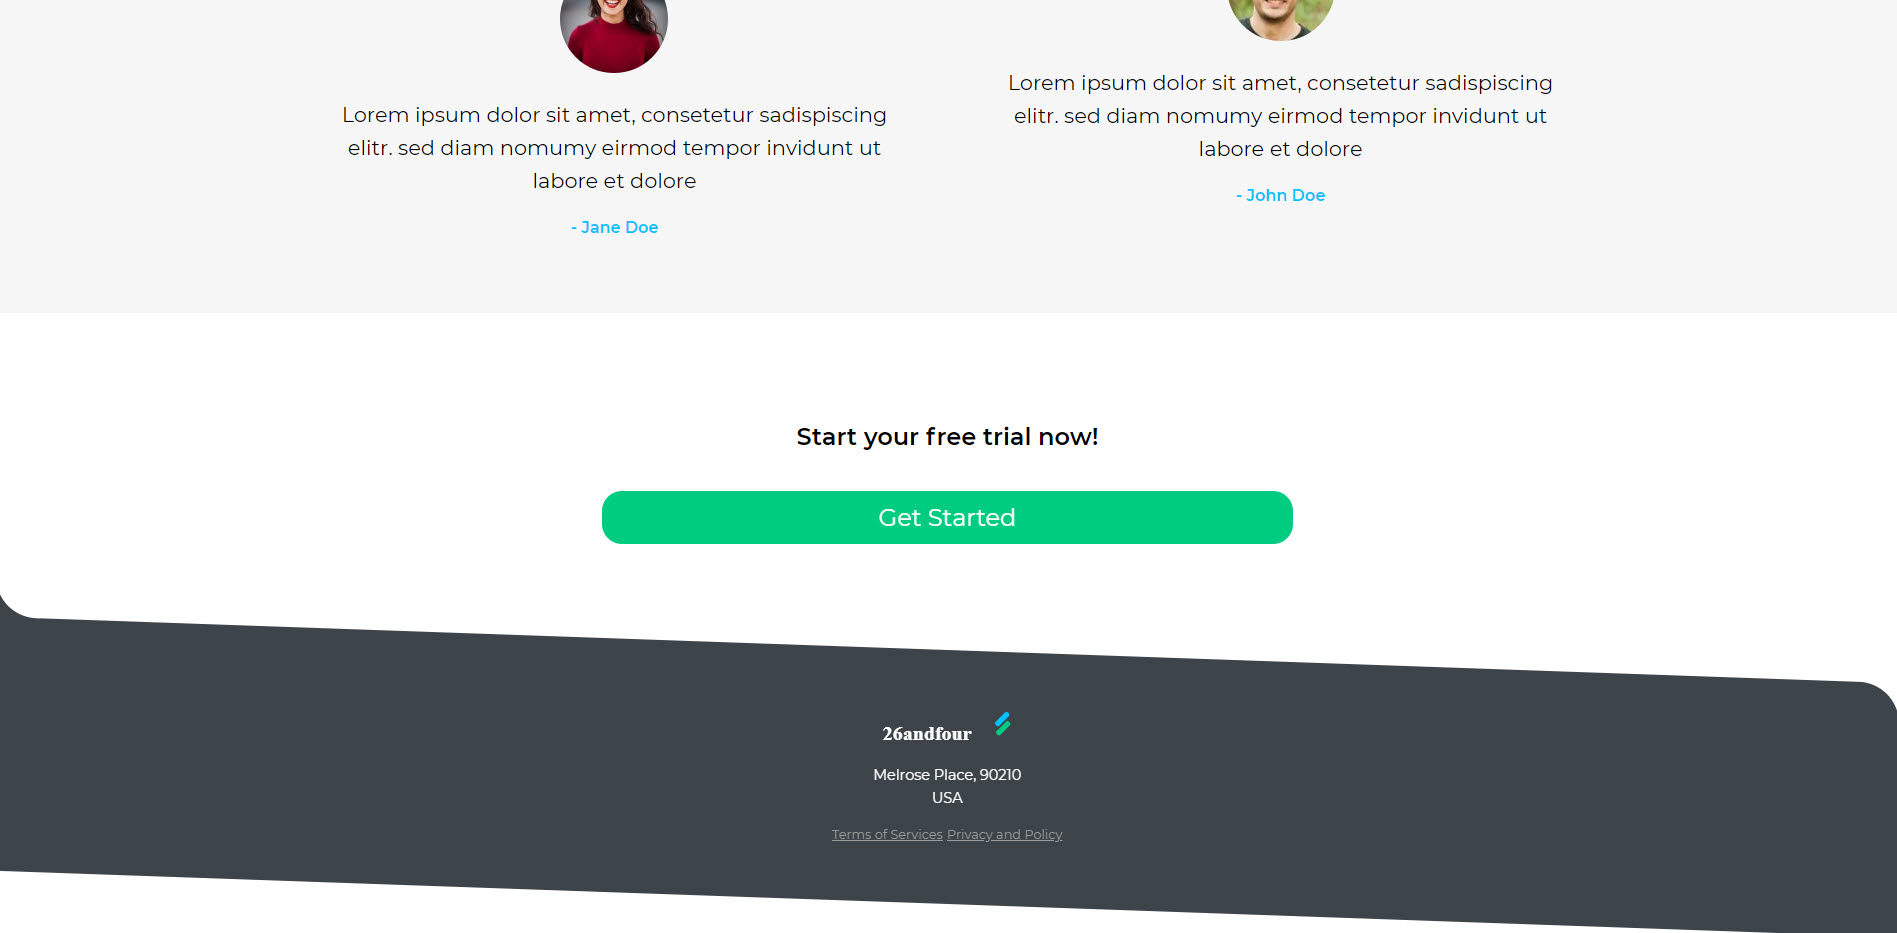 Lorem ipsum dolor sit amet, consetetur sadispiscing
elitr. sed diam nomumy eirmod tempor invidunt ut
labore et dolore
- Jane Doe
Lorem ipsum dolor sit amet, consetetur sadispiscing
elitr. sed diam nomumy eirmod tempor invidunt ut
labore et dolore
- John Doe
Start your free trial now!
Get Started
26andfour
Melrose Place, 90210
USA
Terms of Services Privacy and Policy